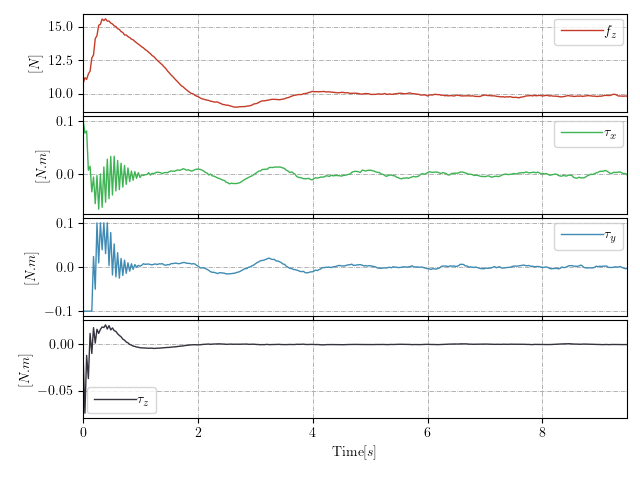 15.0
12.5
10.0
[N]
f_z
0.1
0.0
[N.m]
τ_x
0.1
0.0
−0.1
[N.m]
τ_y
0.00
−0.05
[N.m]
τ_z
0 2 4 6 8
Time[s]